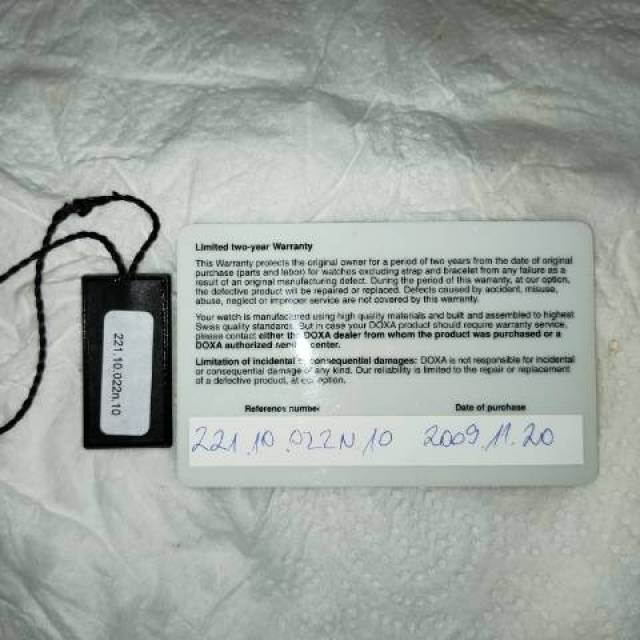 221.10.022n.10
Limited two-year Warranty
This Warranty protects the original owner for a period of two years from the date of original
purchase (parts and labor) for watches excluding strap and bracelet from any failure as a
result of an original manufacturing defect. During the period of this warranty, at our option,
the defective product will be repaired or replaced. Defects caused by accident, misuse,
abuse, neglect or improper service are not covered by this warranty.
Your watch is manufactured using high quality materials and built and assembled to highest
Swiss quality standards. But in case your DOXA product should require warranty service,
please contact either the DOXA dealer from whom the product was purchased or a
DOXA authorized service center.
Limitation of incidental or consequential damages: DOXA is not responsible for incidental
or consequential damage of any kind. Our reliability is limited to the repair or replacement
of a defective product, at our option.
Reference number Date of purchase
221.10.022N.10 2009.11.20